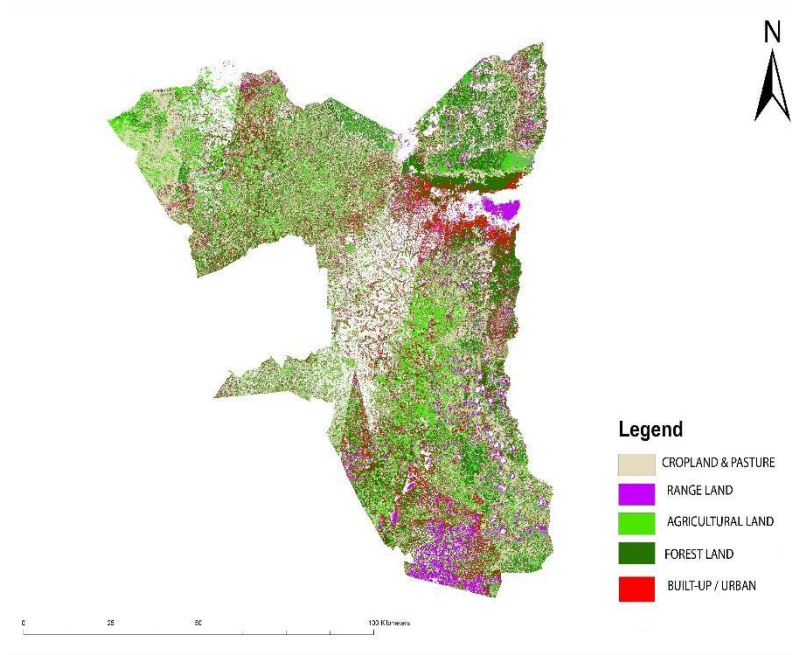 N
Legend
CROPLAND & PASTURE
RANGE LAND
AGRICULTURAL LAND
FOREST LAND
BUILT-UP / URBAN
0 25 50 100 Kilometers